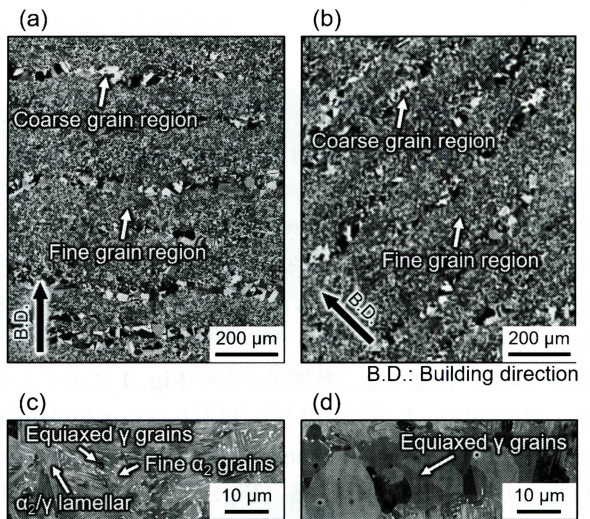 (a)
(b)
Coarse grain region
Coarse grain region
Fine grain region
Fine grain region
B.D.
B.D.
200 μm
200 μm
B.D.: Building direction
(c)
(d)
Equiaxed γ grains
Fine α₂ grains
α₂/γ lamellar
10 μm
Equiaxed γ grains
10 μm